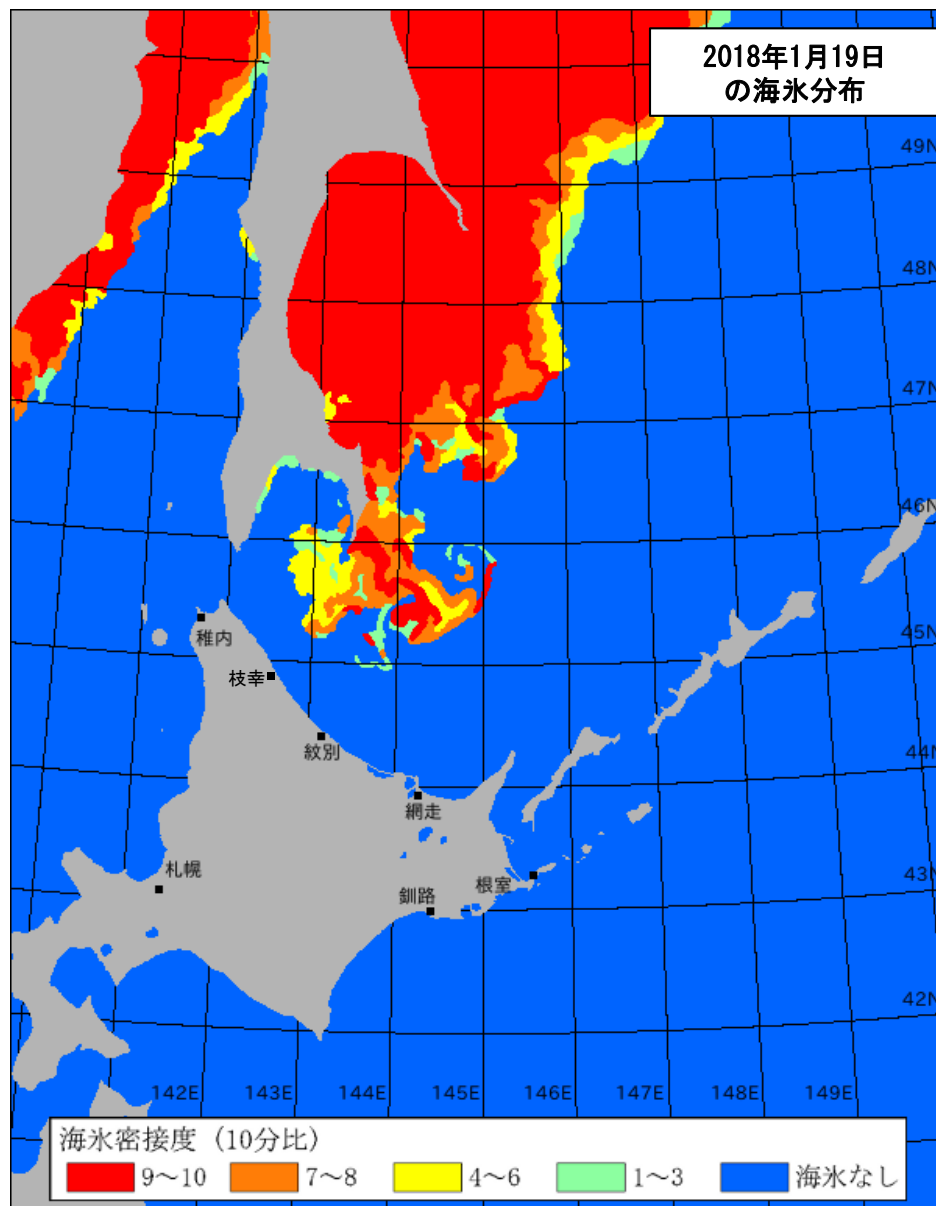 2018年1月19日
の海氷分布
49N
48N
47N
46N
45N
稚内
枝幸
紋別
44N
網走
札幌
根室
43N
釧路
42N
142E 143E 144E 145E 146E 147E 148E 149E
海氷密接度（10分比）
9～10 7～8 4～6 1～3 海氷なし